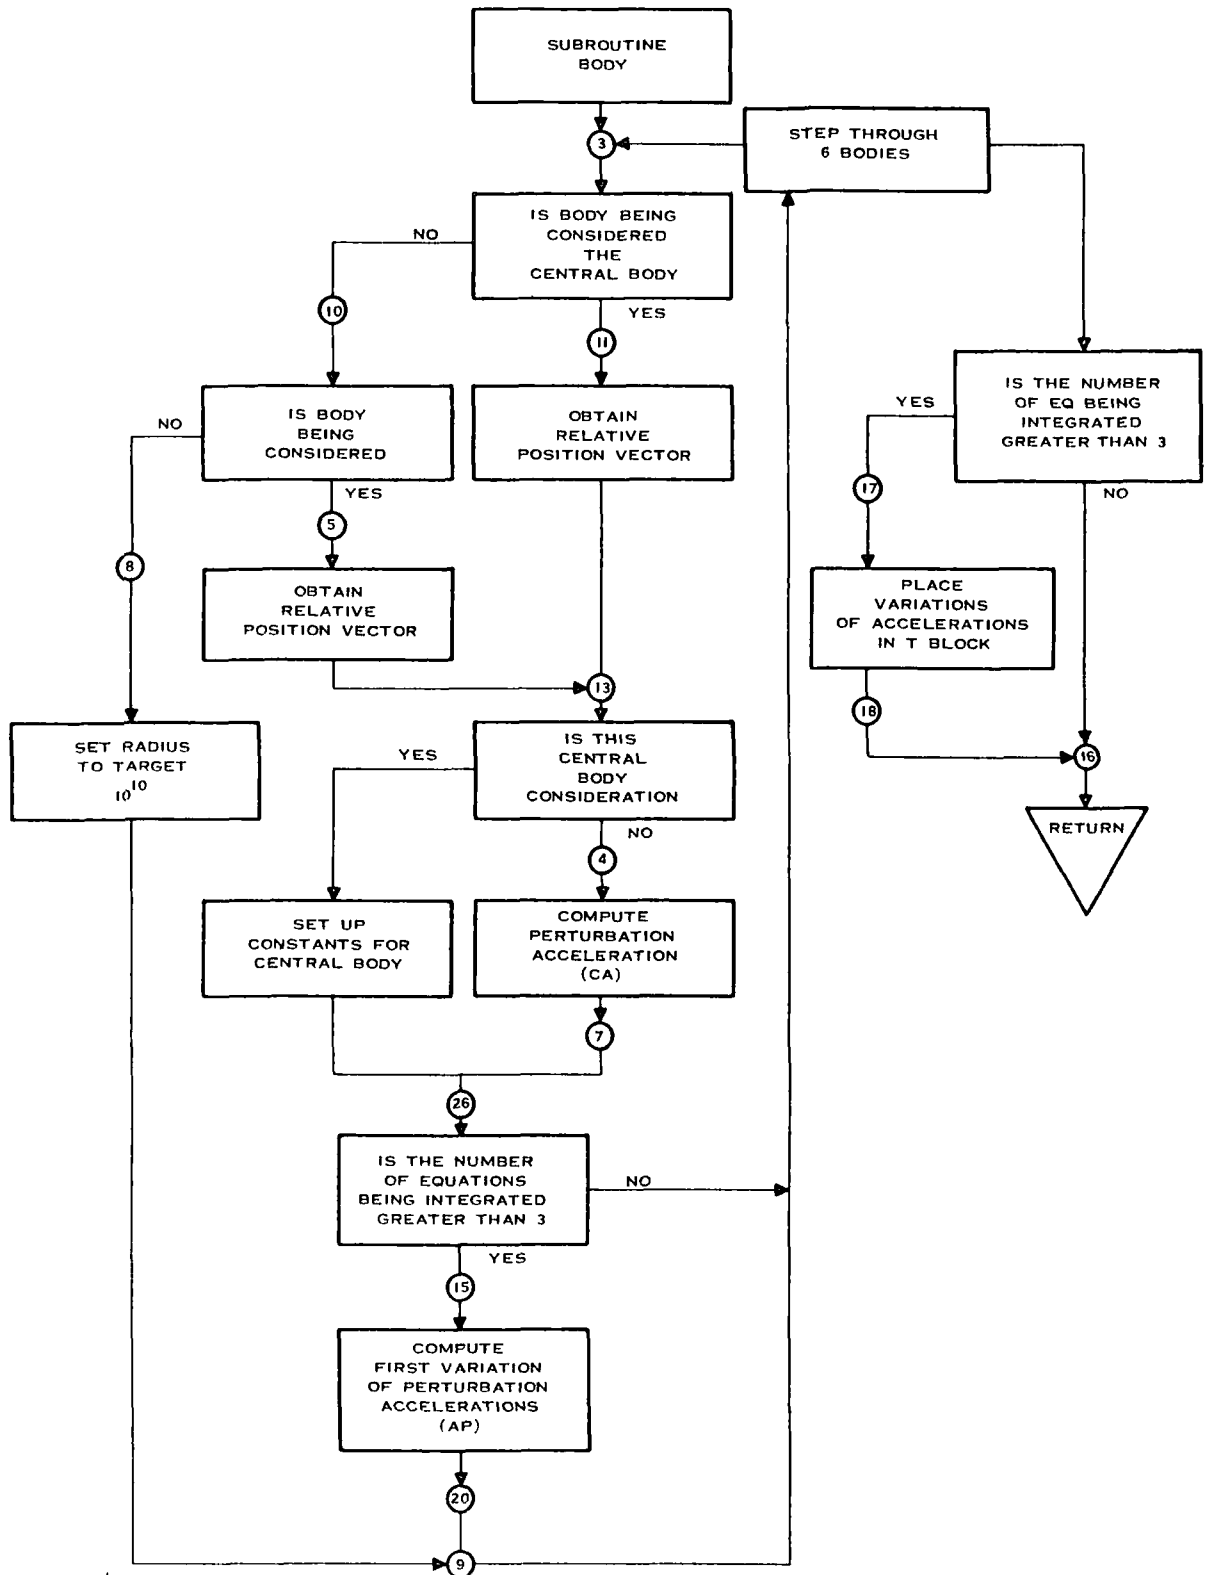 SUBROUTINE
BODY
3
STEP THROUGH
6 BODIES
IS BODY BEING
CONSIDERED
THE
CENTRAL BODY
NO
YES
10
11
IS BODY
BEING
CONSIDERED
NO
YES
OBTAIN
RELATIVE
POSITION VECTOR
IS THE NUMBER
OF EQ BEING
INTEGRATED
GREATER THAN 3
YES
NO
17
5
8
OBTAIN
RELATIVE
POSITION VECTOR
PLACE
VARIATIONS
OF ACCELERATIONS
IN T BLOCK
13
18
16
RETURN
SET RADIUS
TO TARGET
10^10
IS THIS
CENTRAL
BODY
CONSIDERATION
YES
NO
4
SET UP
CONSTANTS FOR
CENTRAL BODY
COMPUTE
PERTURBATION
ACCELERATION
(CA)
7
26
IS THE NUMBER
OF EQUATIONS
BEING INTEGRATED
GREATER THAN 3
NO
YES
15
COMPUTE
FIRST VARIATION
OF PERTURBATION
ACCELERATIONS
(AP)
20
9